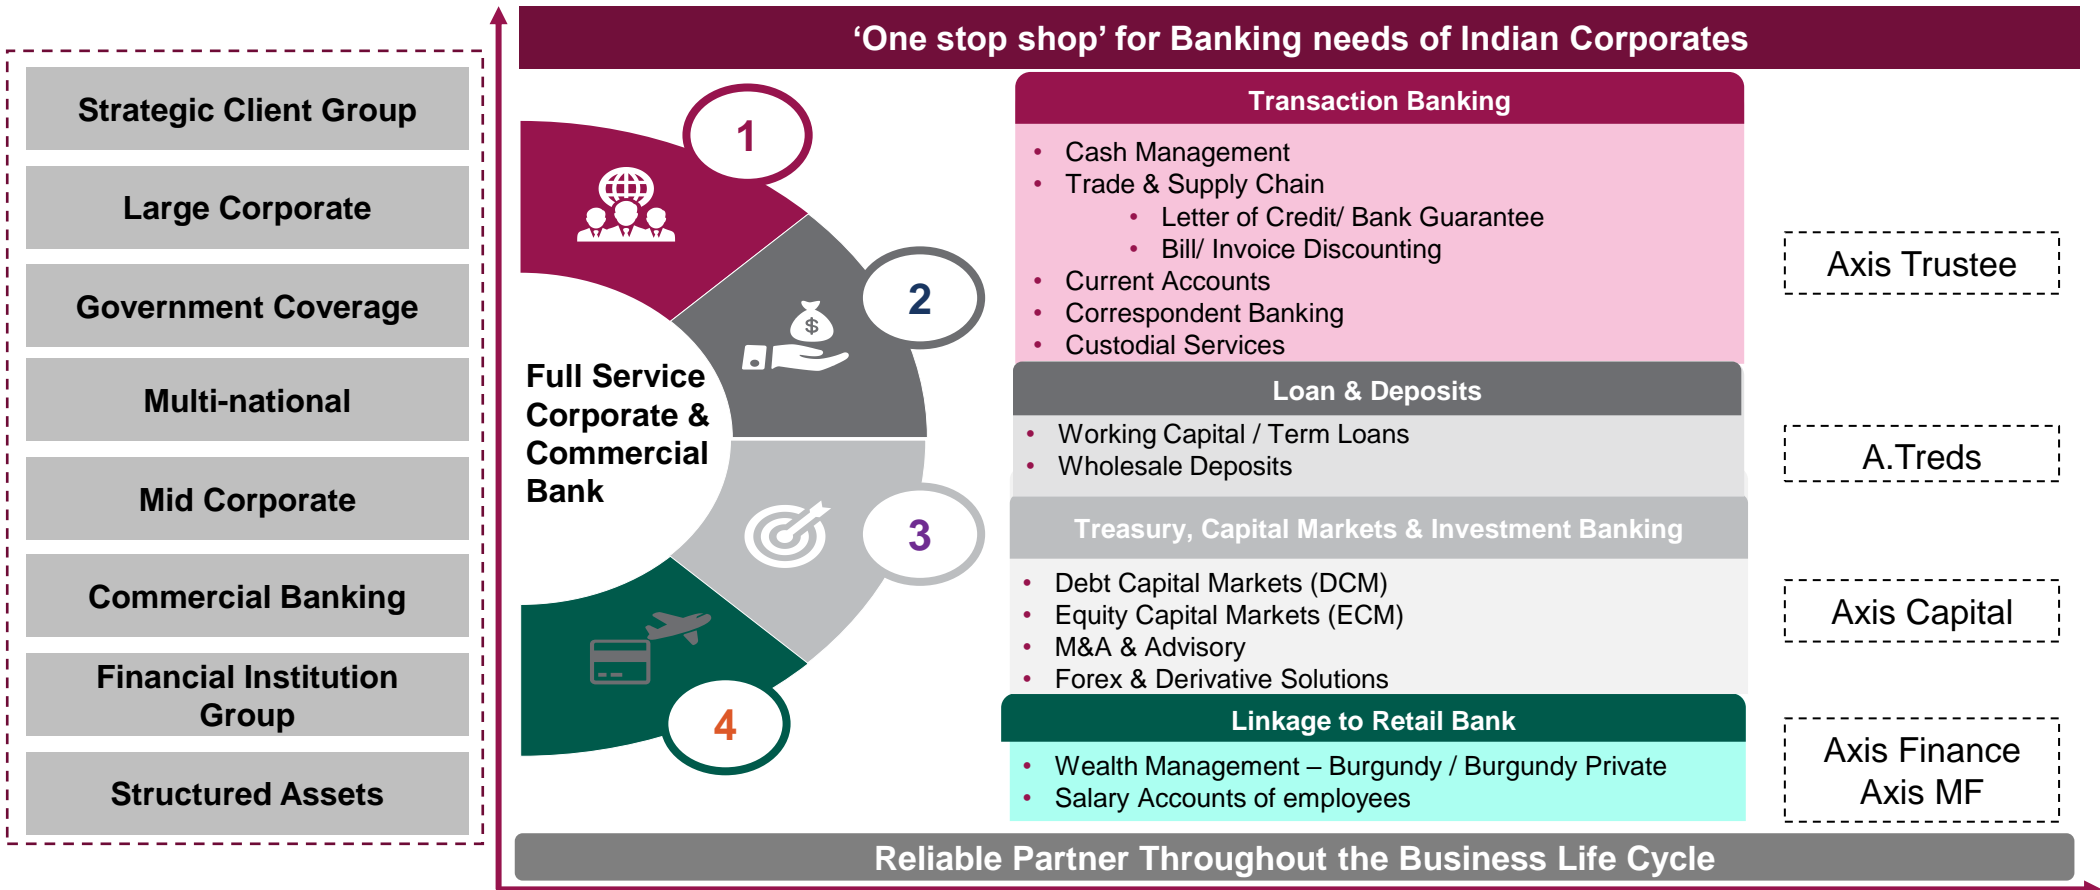 ‘One stop shop’ for Banking needs of Indian Corporates
Strategic Client Group
Large Corporate
Government Coverage
Multi-national
Mid Corporate
Commercial Banking
Financial Institution
Group
Structured Assets
1
2
3
4
$
Full Service
Corporate &
Commercial
Bank
Transaction Banking
• Cash Management
• Trade & Supply Chain
• Letter of Credit/ Bank Guarantee
• Bill/ Invoice Discounting
• Current Accounts
• Correspondent Banking
• Custodial Services
Loan & Deposits
• Working Capital / Term Loans
• Wholesale Deposits
Treasury, Capital Markets & Investment Banking
• Debt Capital Markets (DCM)
• Equity Capital Markets (ECM)
• M&A & Advisory
• Forex & Derivative Solutions
Linkage to Retail Bank
• Wealth Management – Burgundy / Burgundy Private
• Salary Accounts of employees
Axis Trustee
A.Treds
Axis Capital
Axis Finance
Axis MF
Reliable Partner Throughout the Business Life Cycle